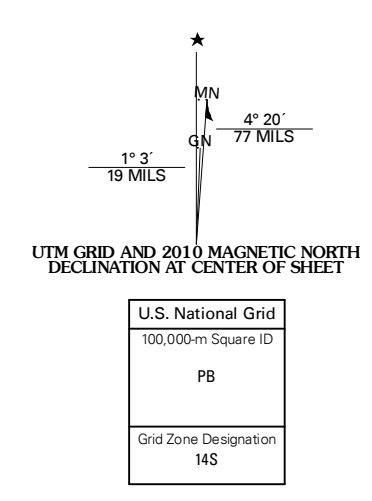 ★
MN
4° 20´
77 MILS
GN
1° 3´
19 MILS
UTM GRID AND 2010 MAGNETIC NORTH
DECLINATION AT CENTER OF SHEET
U.S. National Grid
100,000-m Square ID
PB
Grid Zone Designation
14S